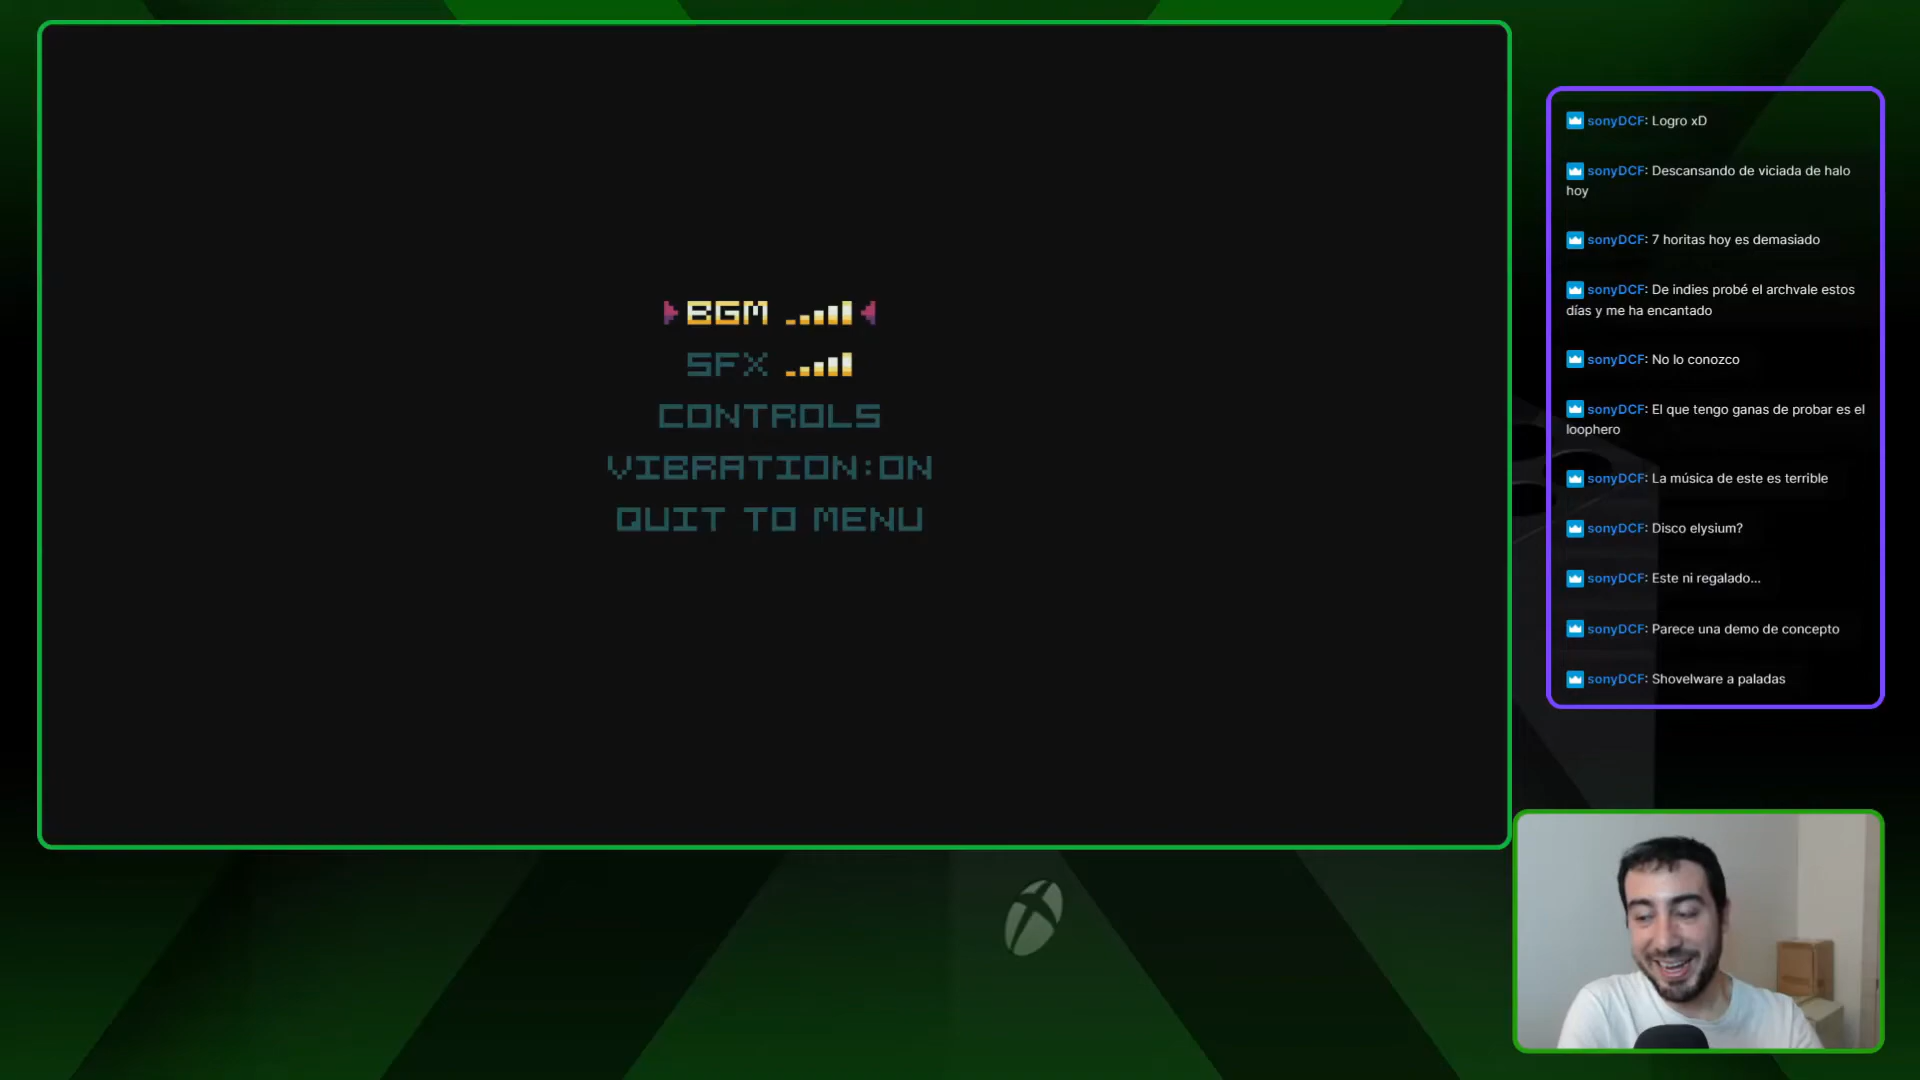 BGM
SFX
CONTROLS
VIBRATION:ON
QUIT TO MENU
sonyDCF: Logro xD
sonyDCF: Descansando de viciada de halo
hoy
sonyDCF: 7 horitas hoy es demasiado
sonyDCF: De indies probé el archvale estos
días y me ha encantado
sonyDCF: No lo conozco
sonyDCF: El que tengo ganas de probar es el
loophero
sonyDCF: La música de este es terrible
sonyDCF: Disco elysium?
sonyDCF: Este ni regalado...
sonyDCF: Parece una demo de concepto
sonyDCF: Shovelware a paladas